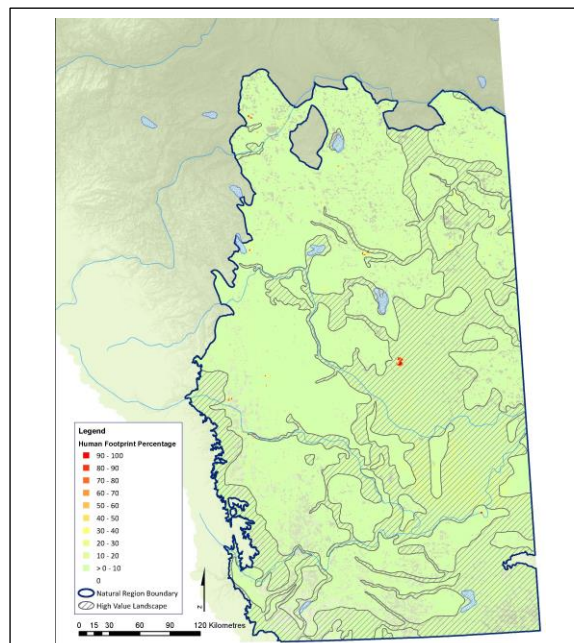 Legend
Human Footprint Percentage
90 - 100
80 - 90
70 - 80
60 - 70
50 - 60
40 - 50
30 - 40
20 - 30
10 - 20
> 0 - 10
0
Natural Region Boundary
High Value Landscape
N
0 15 30 60 90 120 Kilometres